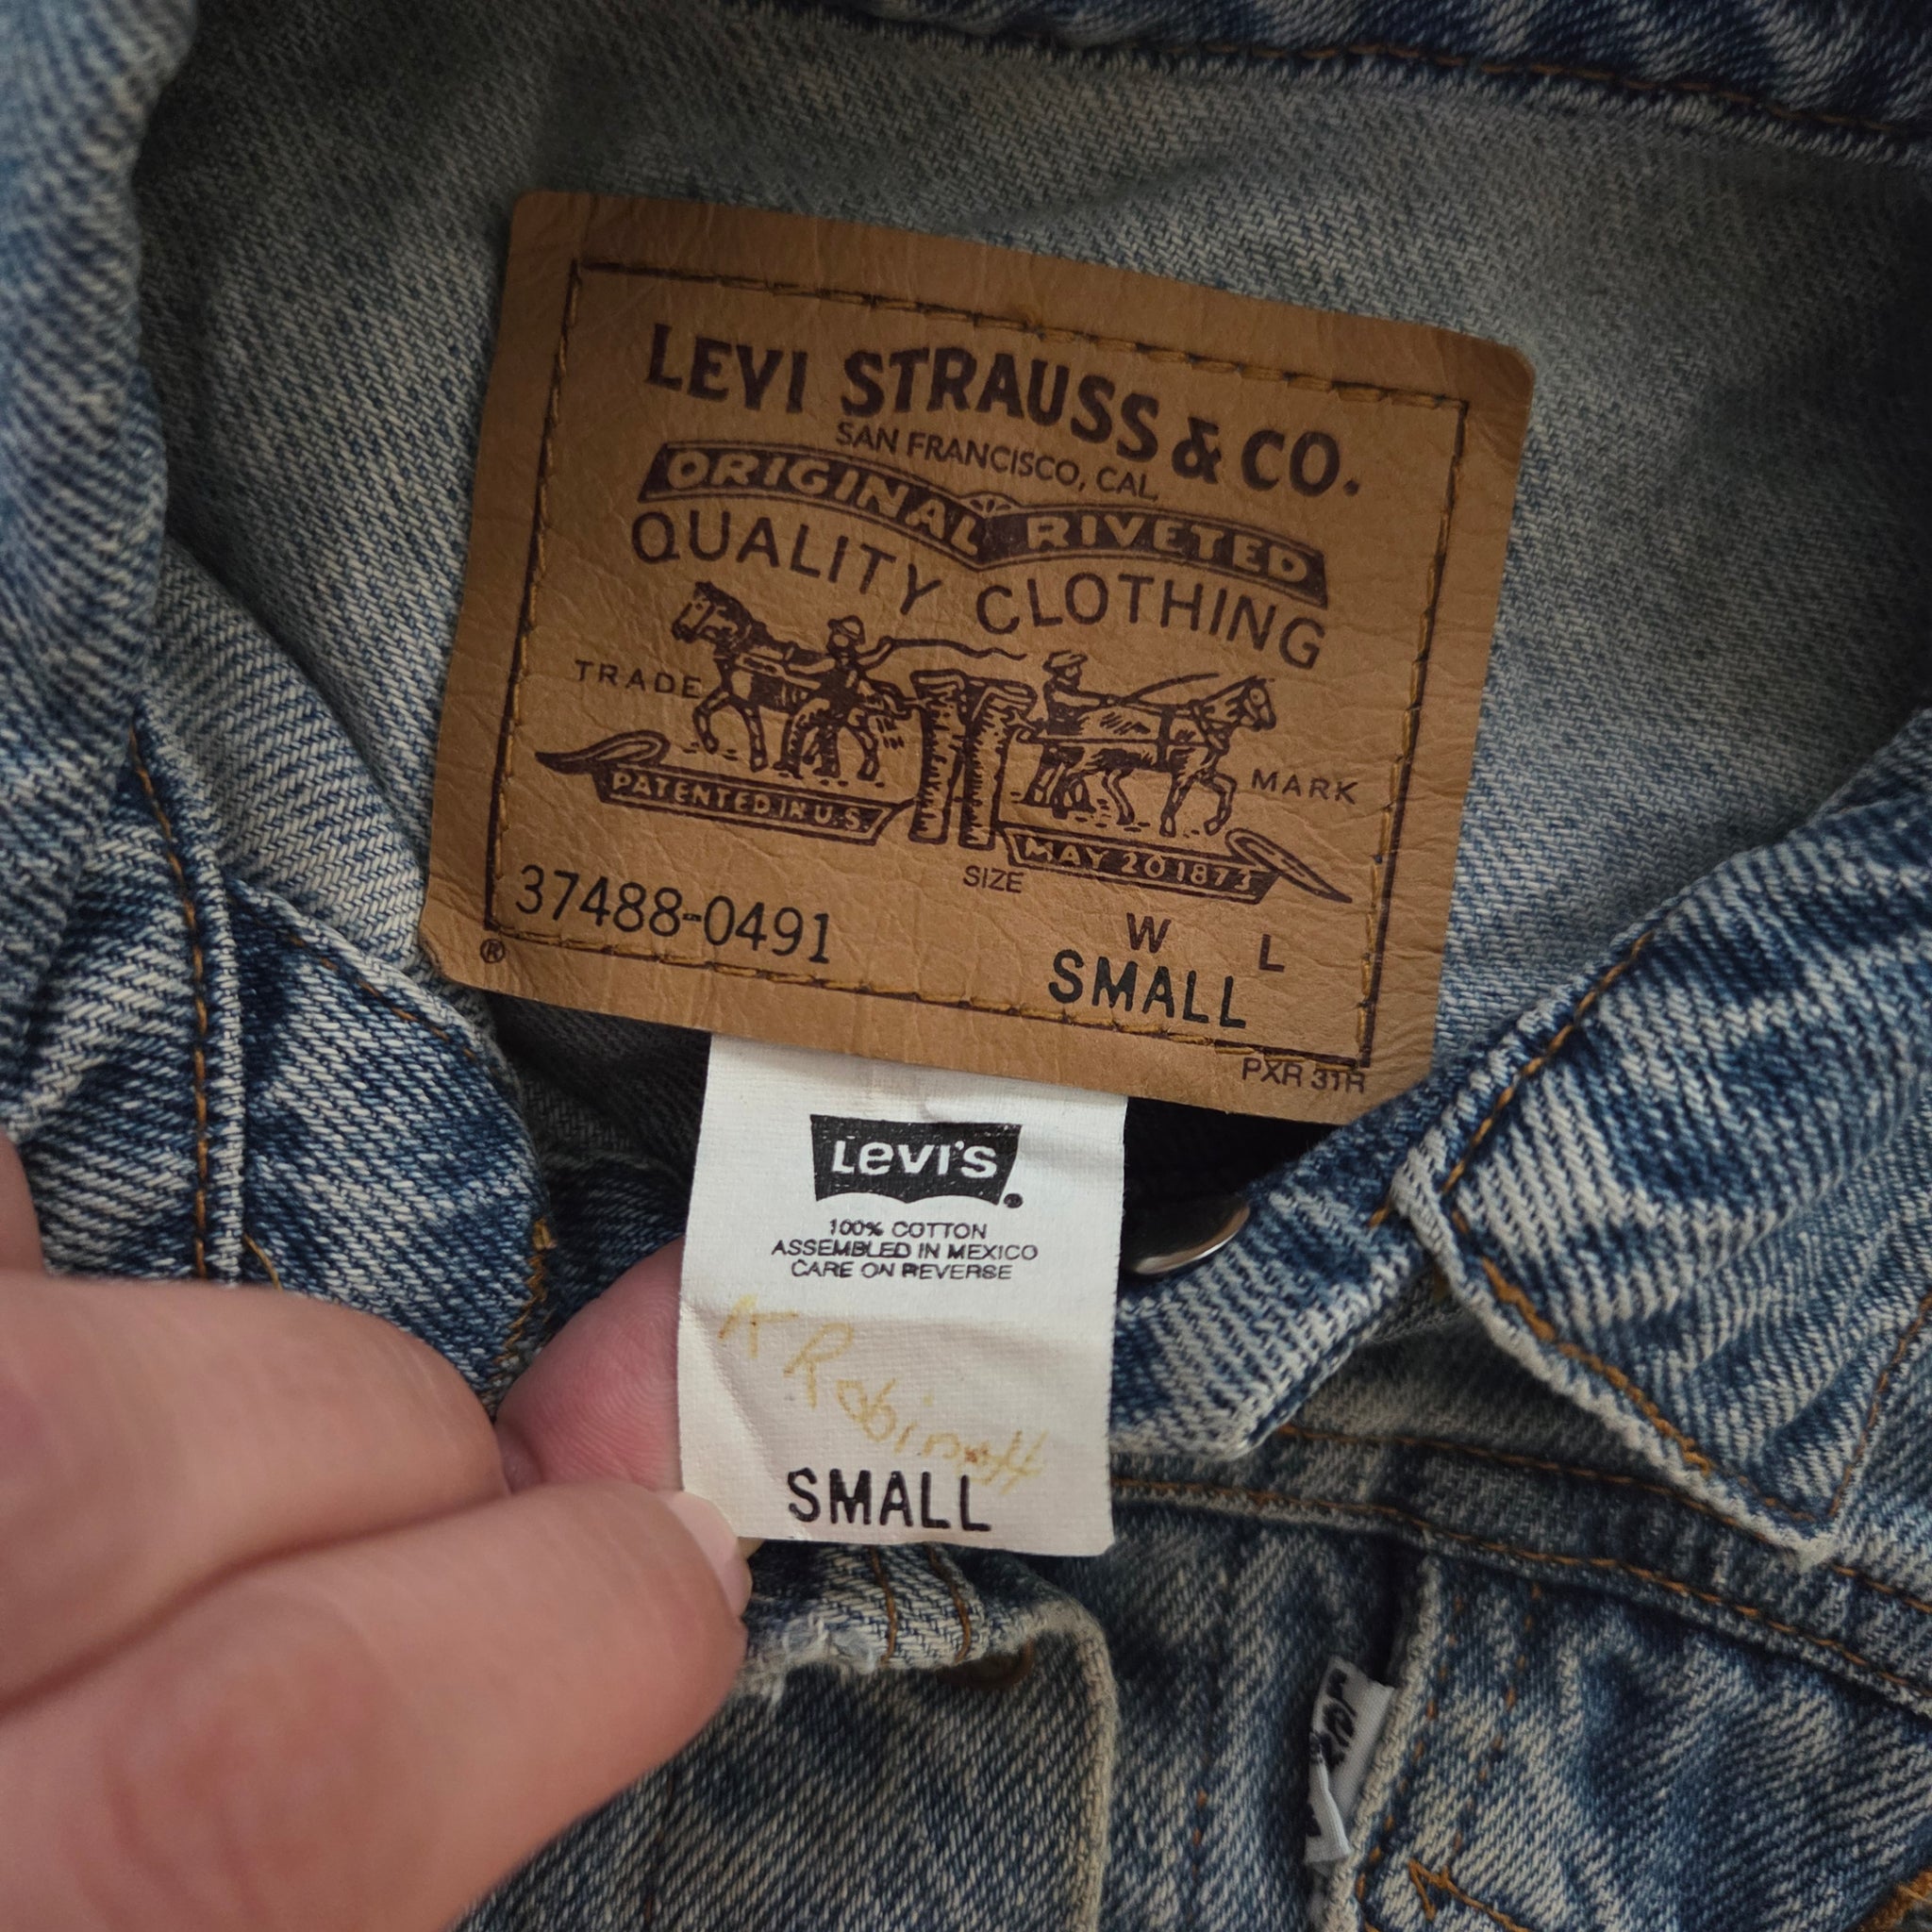 LEVI STRAUSS & CO.
SAN FRANCISCO, CAL
ORIGINAL RIVETED
QUALITY CLOTHING
TRADE MARK
PATENTED IN U.S. MAY 20 1873
SIZE
37488-0491
W L
SMALL
®
PXR 31R
Levi's
100% COTTON
ASSEMBLED IN MEXICO
CARE ON REVERSE
K
SMALL
Levi's